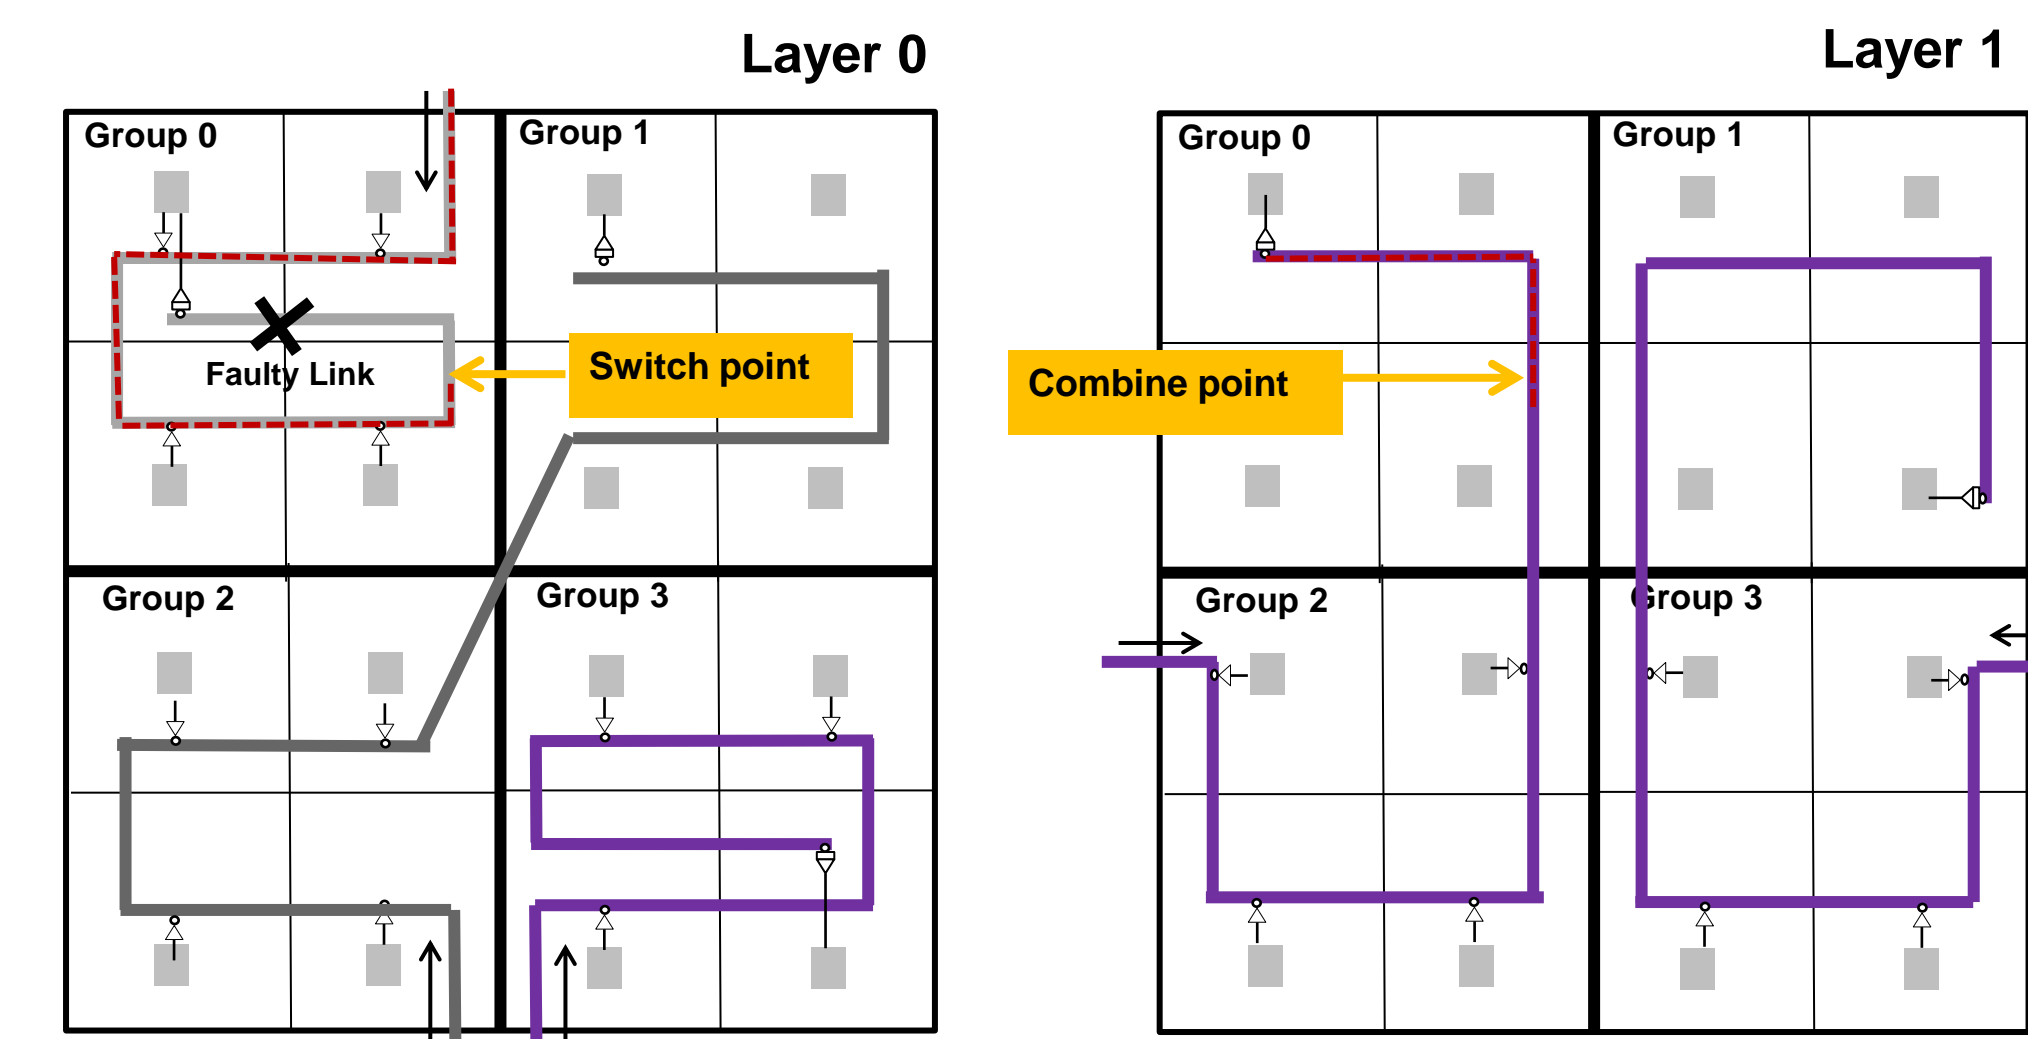 Layer 0
Group 0
Group 1
Faulty Link
Switch point
Group 2
Group 3
Layer 1
Group 0
Group 1
Combine point
Group 2
Group 3